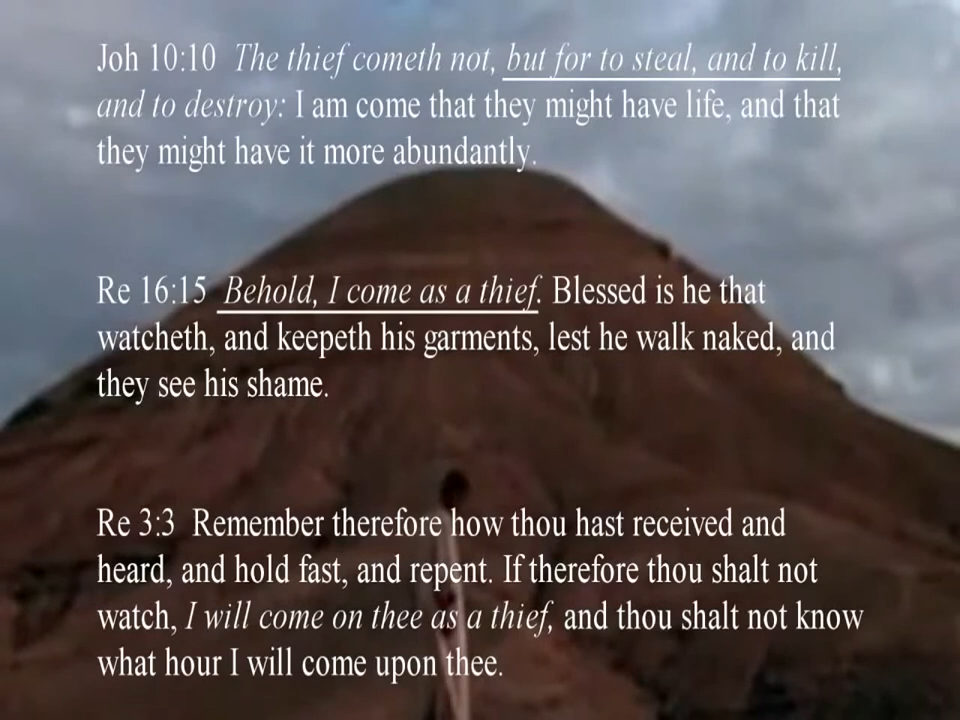 Joh 10:10 The thief cometh not, but for to steal, and to kill,
and to destroy: I am come that they might have life, and that
they might have it more abundantly.
Re 16:15 Behold, I come as a thief. Blessed is he that
watcheth, and keepeth his garments, lest he walk naked, and
they see his shame.
Re 3:3 Remember therefore how thou hast received and
heard, and hold fast, and repent. If therefore thou shalt not
watch, I will come on thee as a thief, and thou shalt not know
what hour I will come upon thee.